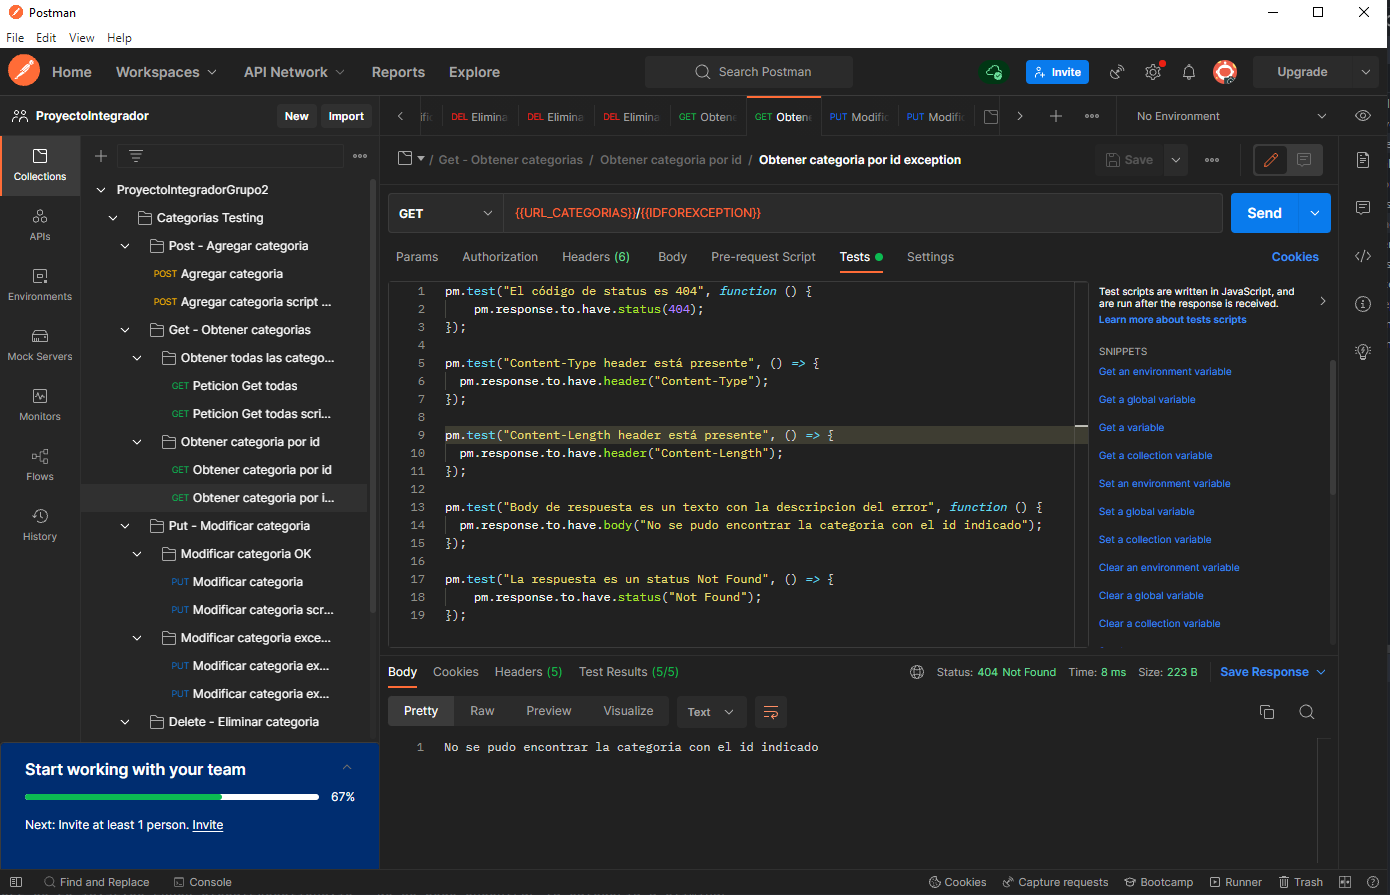 Postman
File Edit View Help
Home Workspaces API Network Reports Explore Search Postman Invite Upgrade
ProyectoIntegrador New Import
DEL Elimina DEL Elimina DEL Elimina GET Obtene GET Obtene PUT Modific PUT Modific No Environment
Collections
APIs
Environments
Mock Servers
Monitors
Flows
History
ProyectoIntegradorGrupo2
Categorias Testing
Post - Agregar categoria
POST Agregar categoria
POST Agregar categoria script ...
Get - Obtener categorias
Obtener todas las catego...
GET Peticion Get todas
GET Peticion Get todas scri...
Obtener categoria por id
GET Obtener categoria por id
GET Obtener categoria por i...
Put - Modificar categoria
Modificar categoria OK
PUT Modificar categoria
PUT Modificar categoria scr...
Modificar categoria exce...
PUT Modificar categoria ex...
PUT Modificar categoria ex...
Delete - Eliminar categoria
Start working with your team
67%
Next: Invite at least 1 person. Invite
/ Get - Obtener categorias / Obtener categoria por id / Obtener categoria por id exception Save
GET {{URL_CATEGORIAS}}/{{IDFOREXCEPTION}} Send
Params Authorization Headers (6) Body Pre-request Script Tests Settings Cookies
1 pm.test("El código de status es 404", function () {
2 pm.response.to.have.status(404);
3 });
4
5 pm.test("Content-Type header está presente", () => {
6 pm.response.to.have.header("Content-Type");
7 });
8
9 pm.test("Content-Length header está presente", () => {
10 pm.response.to.have.header("Content-Length");
11 });
12
13 pm.test("Body de respuesta es un texto con la descripcion del error", function () {
14 pm.response.to.have.body("No se pudo encontrar la categoria con el id indicado");
15 });
16
17 pm.test("La respuesta es un status Not Found", () => {
18 pm.response.to.have.status("Not Found");
19 });
Test scripts are written in JavaScript, and
are run after the response is received.
Learn more about tests scripts
SNIPPETS
Get an environment variable
Get a global variable
Get a variable
Get a collection variable
Set an environment variable
Set a global variable
Set a collection variable
Clear an environment variable
Clear a global variable
Clear a collection variable
Body Cookies Headers (5) Test Results (5/5) Status: 404 Not Found Time: 8 ms Size: 223 B Save Response
Pretty Raw Preview Visualize Text
1 No se pudo encontrar la categoria con el id indicado
Find and Replace Console Cookies Capture requests Bootcamp Runner Trash